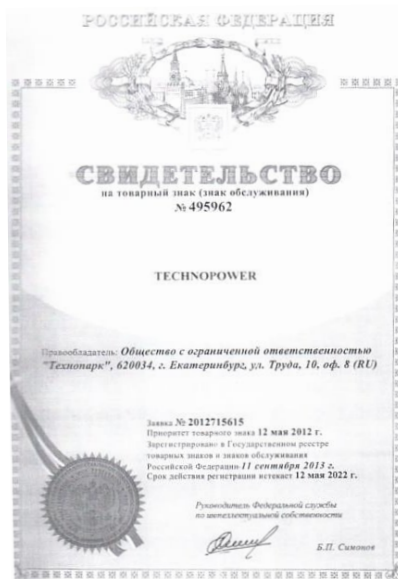 РОССИЙСКАЯ ФЕДЕРАЦИЯ
СВИДЕТЕЛЬСТВО
на товарный знак (знак обслуживания)
№ 495962
TECHNOPOWER
Правообладатель: Общество с ограниченной ответственностью
"Технопарк", 620034, г. Екатеринбург, ул. Труда, 10, оф. 8 (RU)
Заявка № 2012715615
Приоритет товарного знака 12 мая 2012 г.
Зарегистрировано в Государственном реестре
товарных знаков и знаков обслуживания
Российской Федерации 11 сентября 2013 г.
Срок действия регистрации истекает 12 мая 2022 г.
Руководитель Федеральной службы
по интеллектуальной собственности
Б.П. Симонов